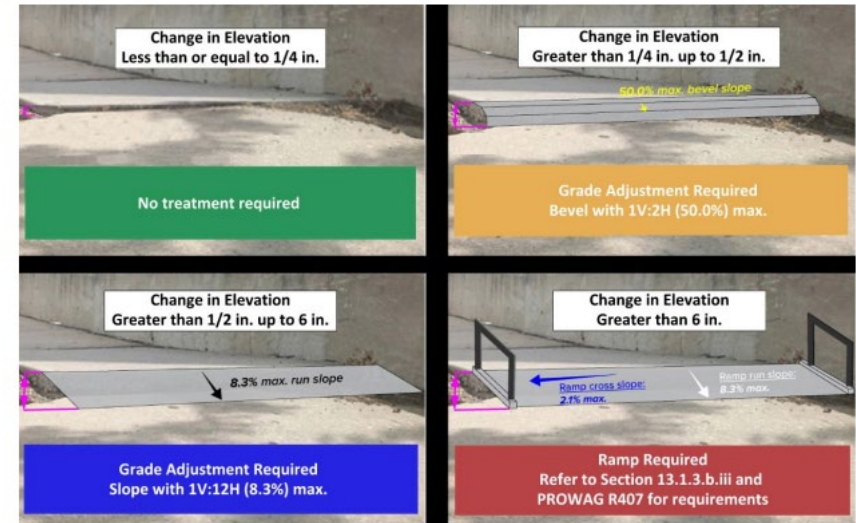 Change in Elevation
Less than or equal to 1/4 in.
No treatment required
Change in Elevation
Greater than 1/4 in. up to 1/2 in.
50.0% max. bevel slope
Grade Adjustment Required
Bevel with 1V:2H (50.0%) max.
Change in Elevation
Greater than 1/2 in. up to 6 in.
8.3% max. run slope
Grade Adjustment Required
Slope with 1V:12H (8.3%) max.
Change in Elevation
Greater than 6 in.
Ramp cross slope:
2.1% max.
Ramp run slope:
8.3% max.
Ramp Required
Refer to Section 13.1.3.b.iii and
PROWAG R407 for requirements